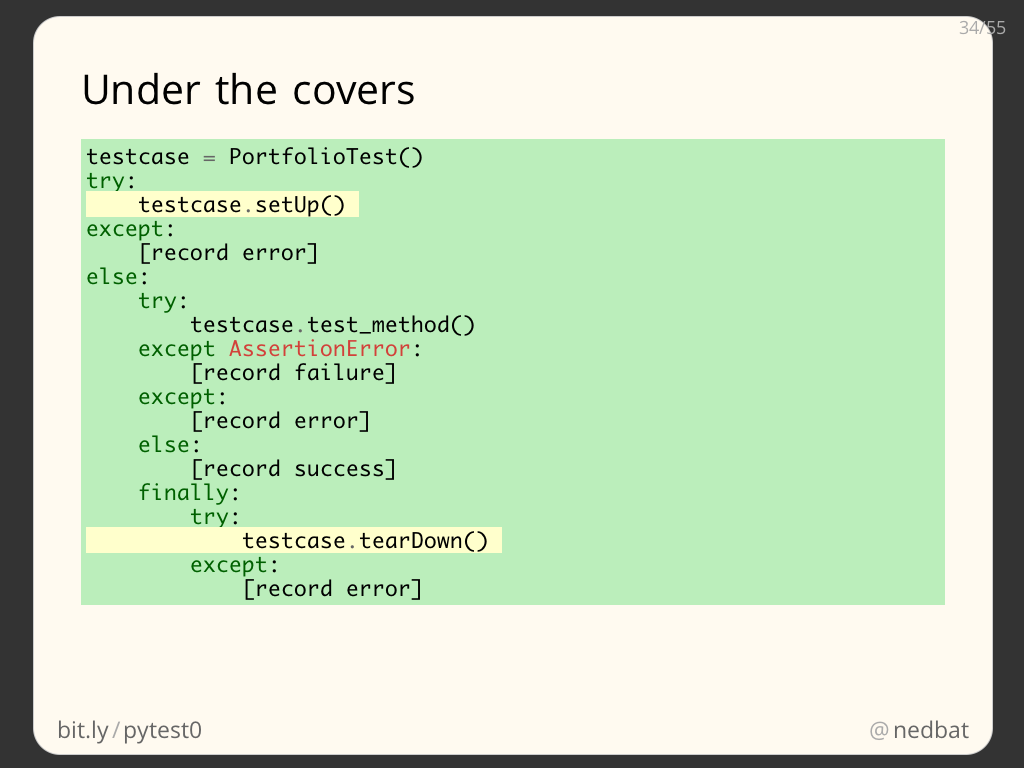 34/55
Under the covers
testcase = PortfolioTest()
try:
    testcase.setUp()
except:
    [record error]
else:
    try:
        testcase.test_method()
    except AssertionError:
        [record failure]
    except:
        [record error]
    else:
        [record success]
    finally:
        try:
            testcase.tearDown()
        except:
            [record error]
bit.ly/pytest0
@nedbat